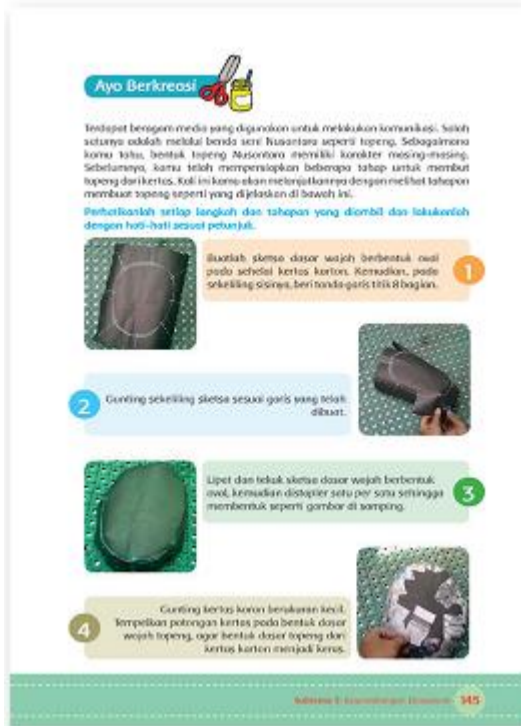 Ayo Berkreasi
Terdapat beragam media yang digunakan untuk melakukan komunikasi. Salah
satunya adalah melalui benda seni Nusantara seperti topeng. Sebagaimana
kamu tahu, bentuk topeng Nusantara memiliki karakter masing-masing.
Sebelumnya, kamu telah mempersiapkan beberapa tahap untuk membuat
topeng dari kertas. Kali ini kamu akan melanjutkannya dengan melihat tahapan
membuat topeng seperti yang dijelaskan di bawah ini.
Perhatikanlah setiap langkah dan tahapan yang diambil dan lakukanlah
dengan hati-hati sesuai petunjuk.
Buatlah sketsa dasar wajah berbentuk oval
pada sehelai kertas karton. Kemudian, pada
sekeliling sisinya, beri tanda garis titik 8 bagian.
1
2
Gunting sekeliling sketsa sesuai garis yang telah
dibuat.
Lipat dan tekuk sketsa dasar wajah berbentuk
oval, kemudian distapler satu per satu sehingga
membentuk seperti gambar di samping.
3
4
Gunting kertas koran berukuran kecil.
Tempelkan potongan kertas pada bentuk dasar
wajah topeng, agar bentuk dasar topeng dari
kertas karton menjadi keras.
Subtema 3: 145